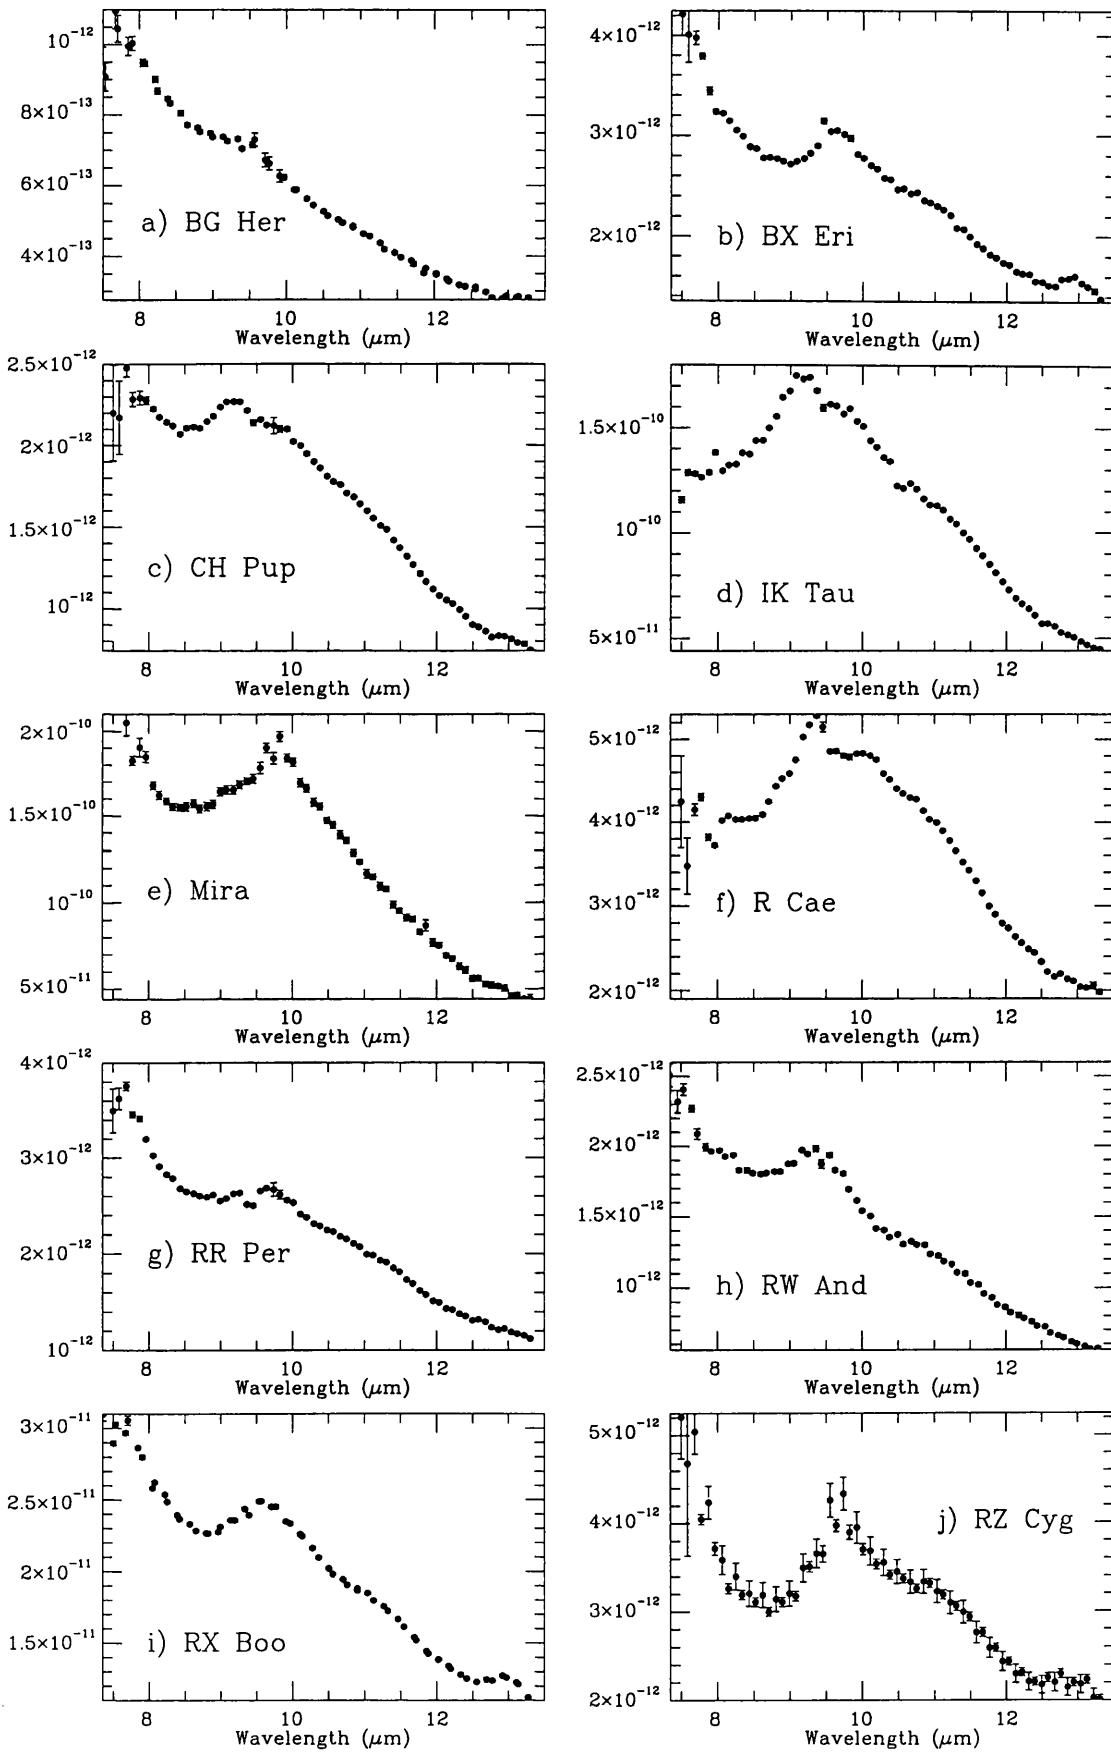 10⁻¹²
8×10⁻¹³
6×10⁻¹³
4×10⁻¹³
a) BG Her
8 10 12
Wavelength (μm)
4×10⁻¹²
3×10⁻¹²
2×10⁻¹²
b) BX Eri
8 10 12
Wavelength (μm)
2.5×10⁻¹²
2×10⁻¹²
1.5×10⁻¹²
10⁻¹²
c) CH Pup
8 10 12
Wavelength (μm)
1.5×10⁻¹⁰
10⁻¹⁰
5×10⁻¹¹
d) IK Tau
8 10 12
Wavelength (μm)
2×10⁻¹⁰
1.5×10⁻¹⁰
10⁻¹⁰
5×10⁻¹¹
e) Mira
8 10 12
Wavelength (μm)
5×10⁻¹²
4×10⁻¹²
3×10⁻¹²
2×10⁻¹²
f) R Cae
8 10 12
Wavelength (μm)
4×10⁻¹²
3×10⁻¹²
2×10⁻¹²
10⁻¹²
g) RR Per
8 10 12
Wavelength (μm)
2.5×10⁻¹²
2×10⁻¹²
1.5×10⁻¹²
10⁻¹²
h) RW And
8 10 12
Wavelength (μm)
3×10⁻¹¹
2.5×10⁻¹¹
2×10⁻¹¹
1.5×10⁻¹¹
i) RX Boo
8 10 12
Wavelength (μm)
5×10⁻¹²
4×10⁻¹²
3×10⁻¹²
2×10⁻¹²
j) RZ Cyg
8 10 12
Wavelength (μm)